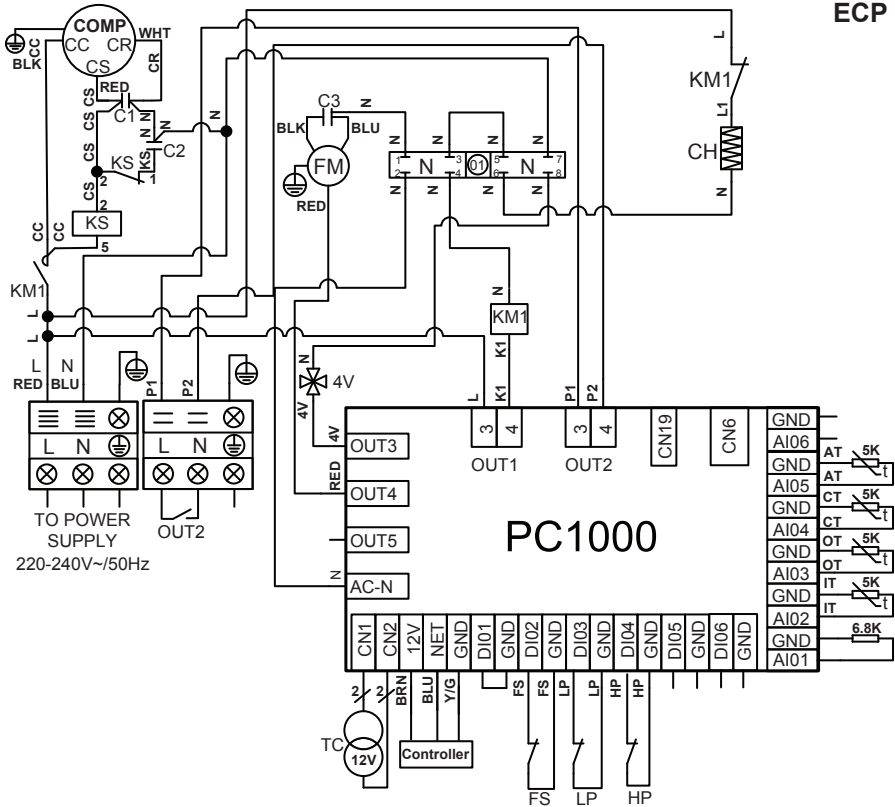 ECP
COMP
CC CR
CS
WHT
CC
BLK
CR
RED
CS CS
C1
N N N
C2
CS KS KS
2 1
CS
2
KS
5
CC CC
KM1
L
L
C3
N
BLK BLU
FM
RED
N N N N
1 N 3 01 5 N 7
2 4 6 8
N N N N
L
KM1
L1
CH
N
N
KM1
K1
N
4V
4V
L N
RED BLU
P1 P2
L N
L N
TO POWER
SUPPLY
220-240V~/50Hz
OUT2
L K1 P1 P2
3 4 3 4
OUT1 OUT2
CN19
CN6
4V
OUT3
RED
OUT4
OUT5
N
AC-N
PC1000
GND
AI06
GND
AI05
GND
AI04
GND
AI03
GND
AI02
GND
AI01
AT 5K
AT t
CT 5K
CT t
OT 5K
OT t
IT 5K
IT t
6.8K
CN1 CN2 12V NET GND DI01 GND DI02 GND DI03 GND DI04 GND DI05 GND DI06 GND
2 2 BRN BLU Y/G FS FS LP LP HP HP
TC
12V
Controller
FS LP HP